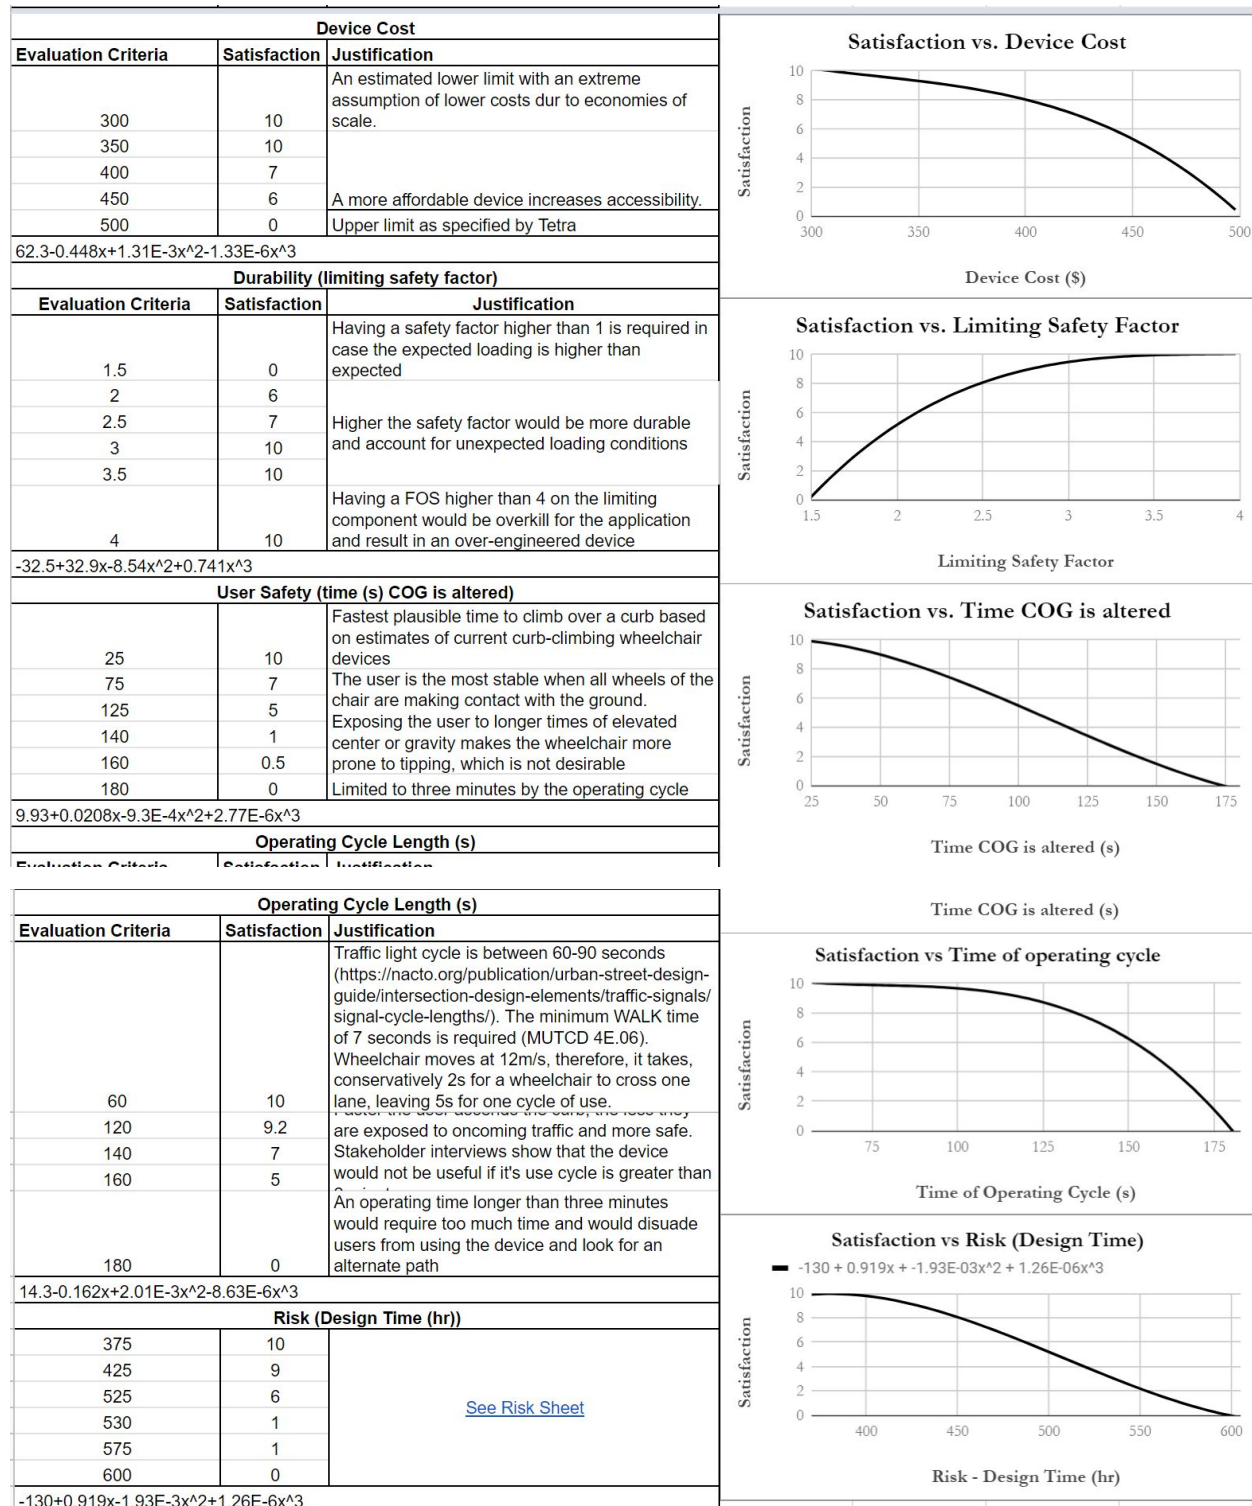 Device Cost
Evaluation Criteria Satisfaction Justification
An estimated lower limit with an extreme
assumption of lower costs dur to economies of
300 10 scale.
350 10
400 7
450 6 A more affordable device increases accessibility.
500 0 Upper limit as specified by Tetra
62.3-0.448x+1.31E-3x^2-1.33E-6x^3
Satisfaction vs. Device Cost
Satisfaction
10
8
6
4
2
0
300 350 400 450 500
Device Cost ($)
Durability (limiting safety factor)
Evaluation Criteria Satisfaction Justification
Having a safety factor higher than 1 is required in
case the expected loading is higher than
1.5 0 expected
2 6
2.5 7 Higher the safety factor would be more durable
3 10 and account for unexpected loading conditions
3.5 10
Having a FOS higher than 4 on the limiting
component would be overkill for the application
4 10 and result in an over-engineered device
-32.5+32.9x-8.54x^2+0.741x^3
Satisfaction vs. Limiting Safety Factor
Satisfaction
10
8
6
4
2
0
1.5 2 2.5 3 3.5 4
Limiting Safety Factor
User Safety (time (s) COG is altered)
Fastest plausible time to climb over a curb based
on estimates of current curb-climbing wheelchair
25 10 devices
75 7 The user is the most stable when all wheels of the
125 5 chair are making contact with the ground.
140 1 Exposing the user to longer times of elevated
center or gravity makes the wheelchair more
160 0.5 prone to tipping, which is not desirable
180 0 Limited to three minutes by the operating cycle
9.93+0.0208x-9.3E-4x^2+2.77E-6x^3
Operating Cycle Length (s)
Evaluation Criteria Satisfaction Justification
Satisfaction vs. Time COG is altered
Satisfaction
10
8
6
4
2
0
25 50 75 100 125 150 175
Time COG is altered (s)
Operating Cycle Length (s)
Evaluation Criteria Satisfaction Justification
Traffic light cycle is between 60-90 seconds
(https://nacto.org/publication/urban-street-design-
guide/intersection-design-elements/traffic-signals/
signal-cycle-lengths/). The minimum WALK time
of 7 seconds is required (MUTCD 4E.06).
Wheelchair moves at 12m/s, therefore, it takes,
conservatively 2s for a wheelchair to cross one
60 10 lane, leaving 5s for one cycle of use.
Faster the user ascends the curb, the less they
120 9.2 are exposed to oncoming traffic and more safe.
140 7 Stakeholder interviews show that the device
160 5 would not be useful if it's use cycle is greater than
An operating time longer than three minutes
would require too much time and would disuade
users from using the device and look for an
180 0 alternate path
14.3-0.162x+2.01E-3x^2-8.63E-6x^3
Time COG is altered (s)
Satisfaction vs Time of operating cycle
Satisfaction
10
8
6
4
2
0
75 100 125 150 175
Time of Operating Cycle (s)
Risk (Design Time (hr))
375 10
425 9
525 6
530 1
575 1
600 0
See Risk Sheet
-130+0.919x-1.93E-3x^2+1.26E-6x^3
Satisfaction vs Risk (Design Time)
-130 + 0.919x + -1.93E-03x^2 + 1.26E-06x^3
Satisfaction
10
8
6
4
2
0
400 450 500 550 600
Risk - Design Time (hr)